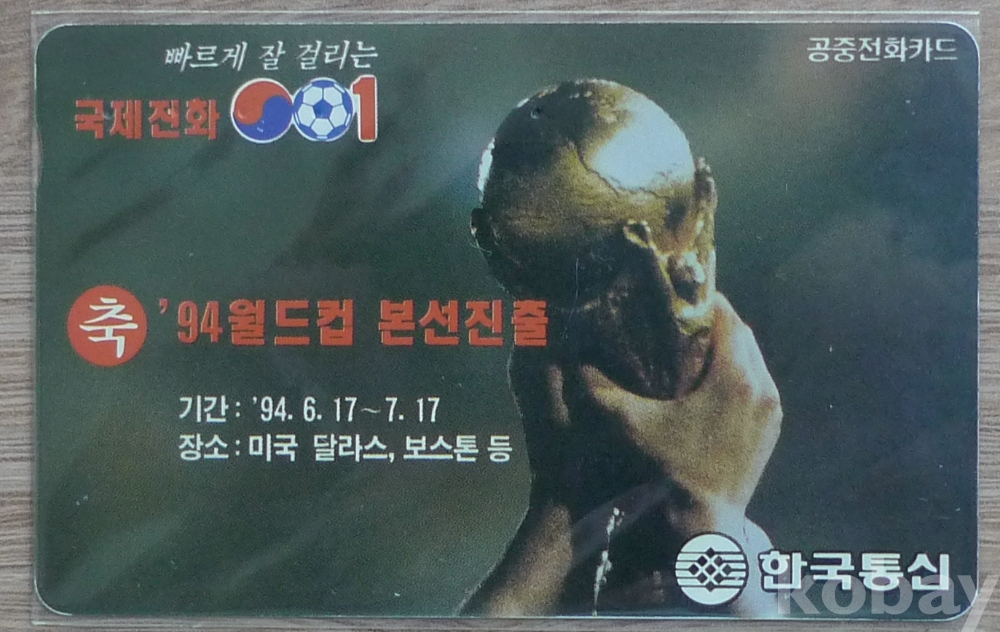 빠르게 잘 걸리는
공중전화카드
국제전화 001
축 '94월드컵 본선진출
기간: '94. 6. 17~7. 17
장소: 미국 달라스, 보스톤 등
한국통신
kobay